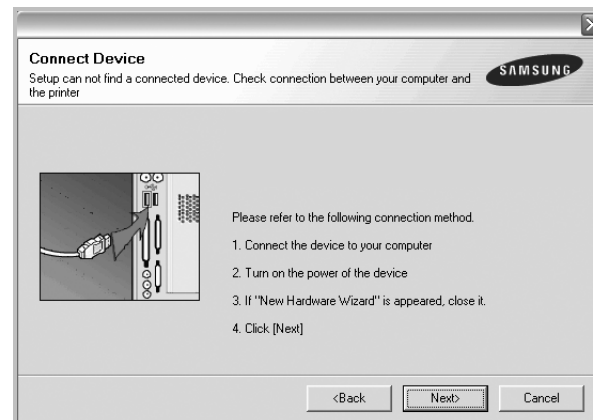 Connect Device
Setup can not find a connected device. Check connection between your computer and
the printer
SAMSUNG
Please refer to the following connection method.
1. Connect the device to your computer
2. Turn on the power of the device
3. If "New Hardware Wizard" is appeared, close it.
4. Click [Next]
<Back Next> Cancel